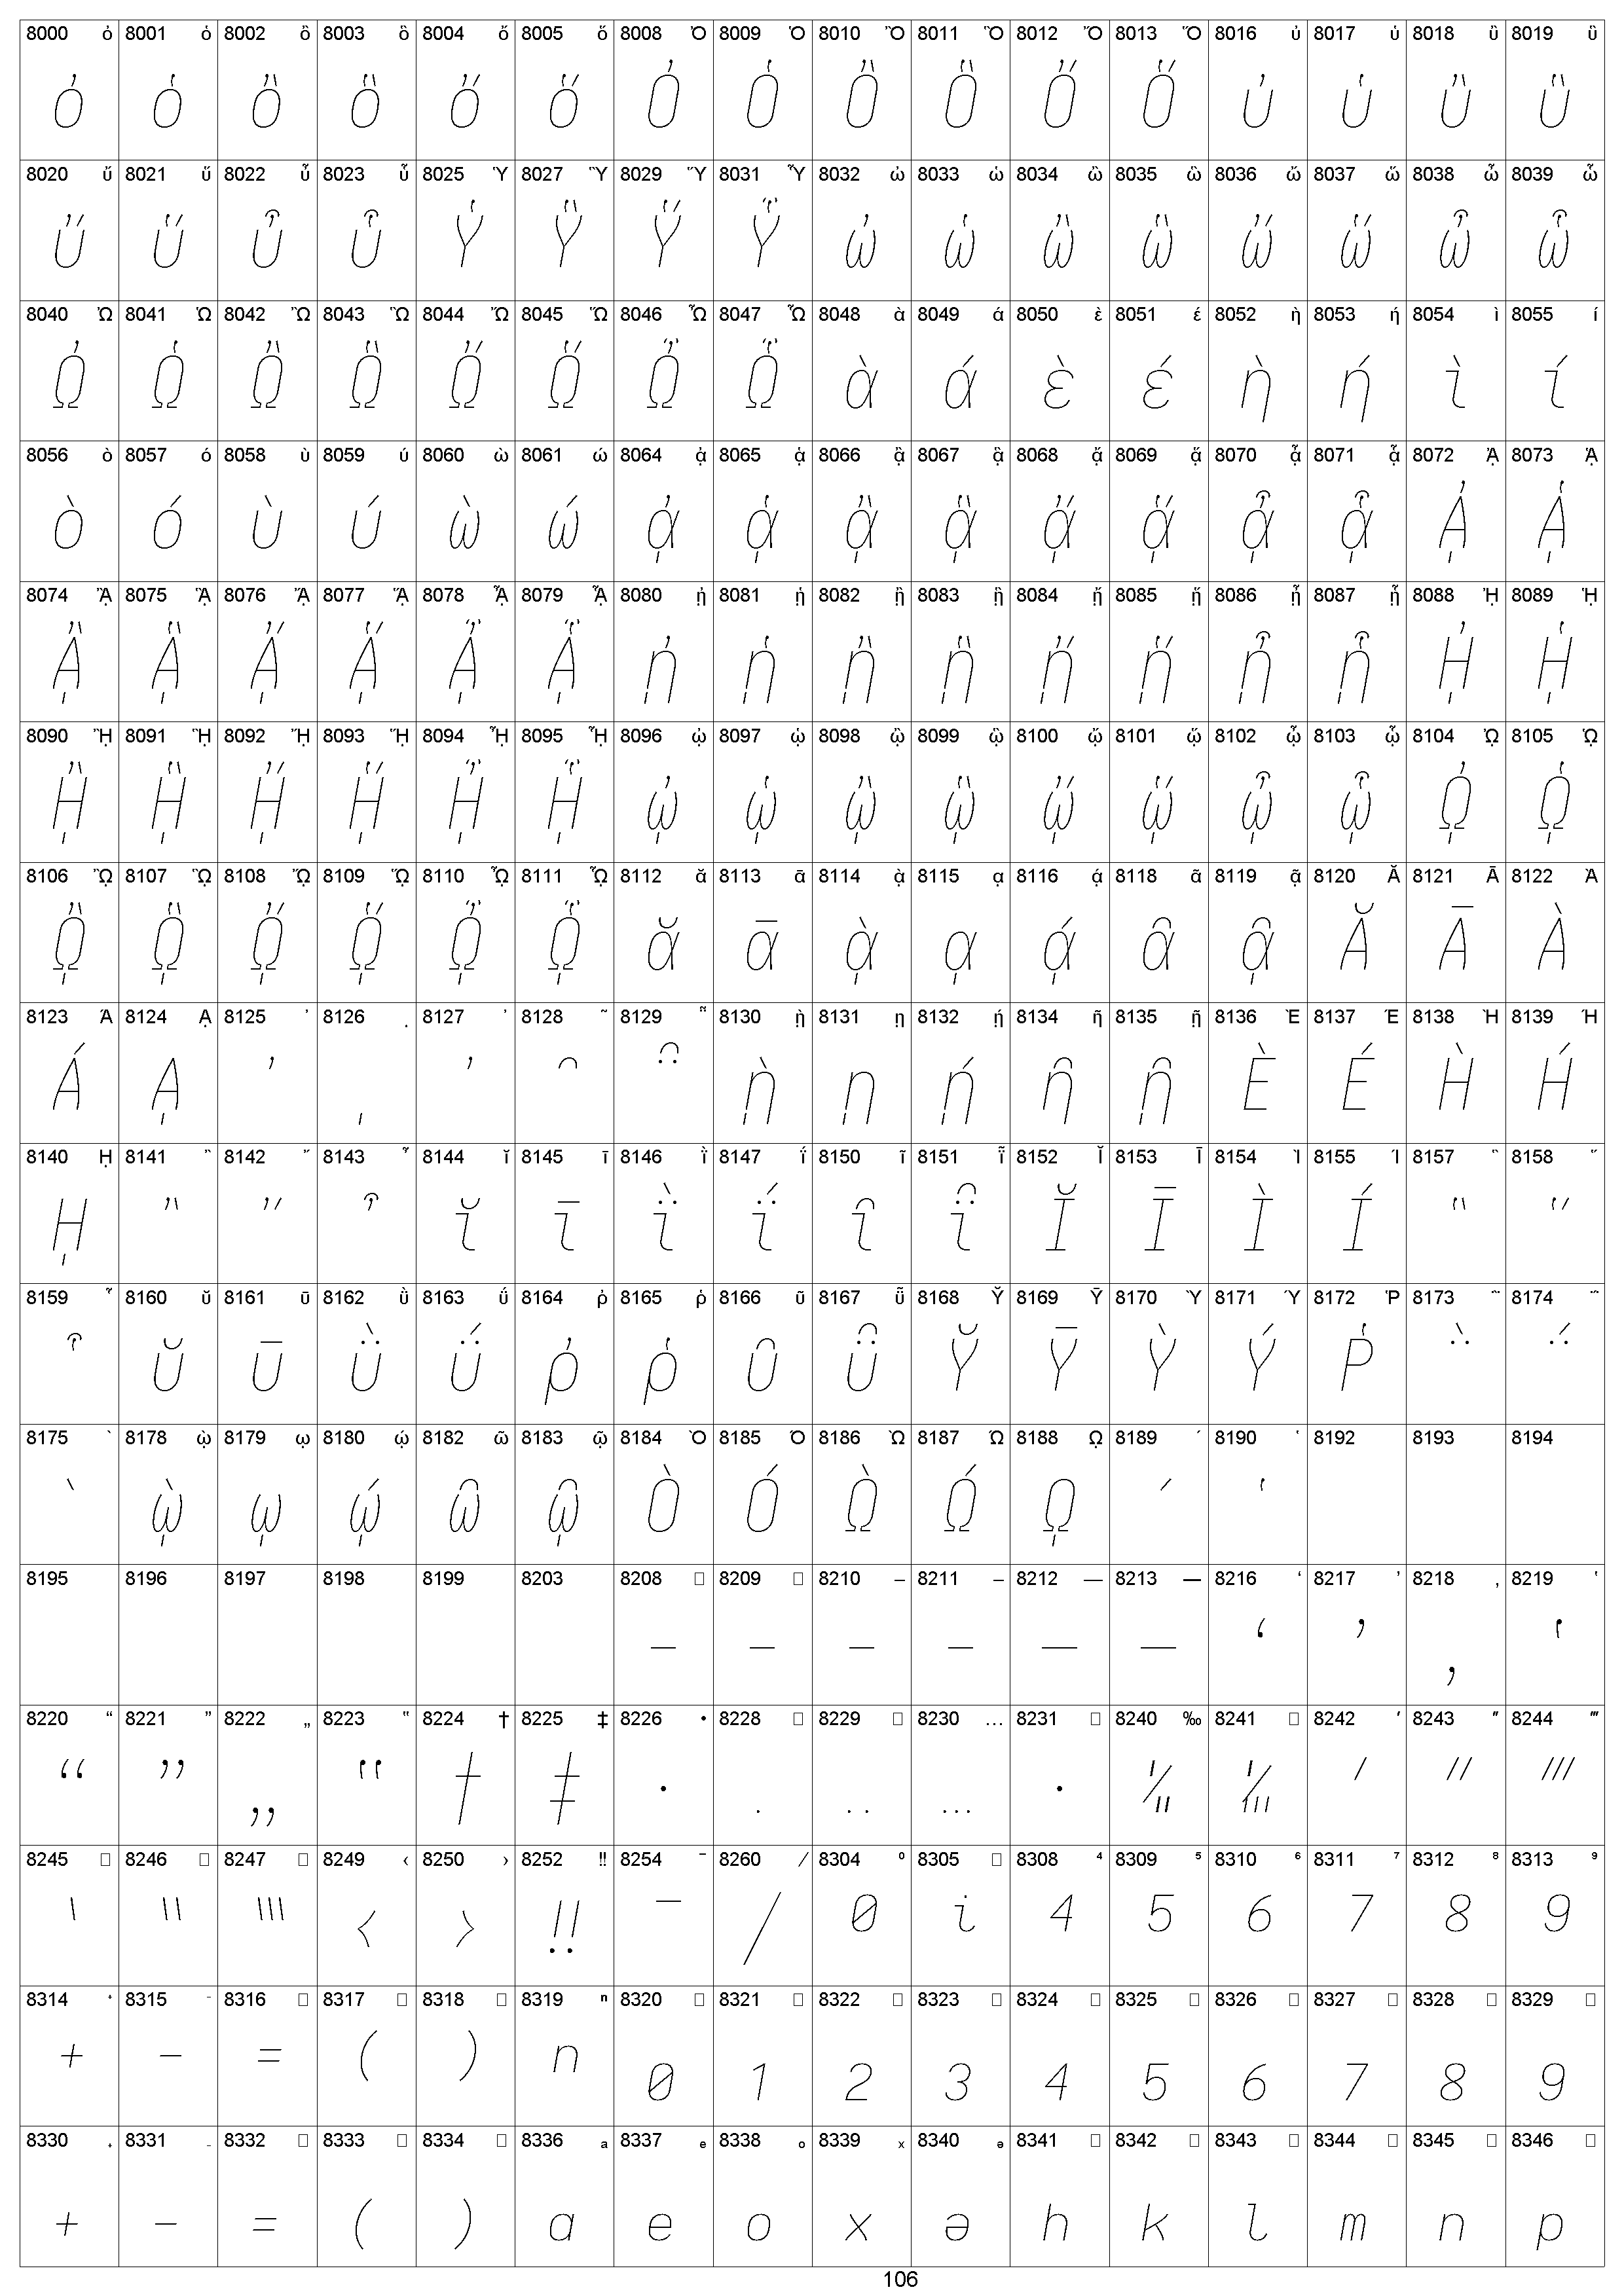 8000 ὀ 8001 ὁ 8002 ὂ 8003 ὃ 8004 ὄ 8005 ὅ 8008 Ὀ 8009 Ὁ 8010 Ὂ 8011 Ὃ 8012 Ὄ 8013 Ὅ 8016 ὐ 8017 ὑ 8018 ὒ 8019 ὓ
ὀ ὁ ὂ ὃ ὄ ὅ Ὀ Ὁ Ὂ Ὃ Ὄ Ὅ ὐ ὑ ὒ ὓ
8020 ὔ 8021 ὕ 8022 ὖ 8023 ὗ 8025 Ὑ 8027 Ὓ 8029 Ὕ 8031 Ὗ 8032 ὠ 8033 ὡ 8034 ὢ 8035 ὣ 8036 ὤ 8037 ὥ 8038 ὦ 8039 ὧ
ὔ ὕ ὖ ὗ Ὑ Ὓ Ὕ Ὗ ὠ ὡ ὢ ὣ ὤ ὥ ὦ ὧ
8040 Ὠ 8041 Ὡ 8042 Ὢ 8043 Ὣ 8044 Ὤ 8045 Ὥ 8046 Ὦ 8047 Ὧ 8048 ὰ 8049 ά 8050 ὲ 8051 έ 8052 ὴ 8053 ή 8054 ὶ 8055 ί
Ὠ Ὡ Ὢ Ὣ Ὤ Ὥ Ὦ Ὧ ὰ ά ὲ έ ὴ ή ὶ ί
8056 ὸ 8057 ό 8058 ὺ 8059 ύ 8060 ὼ 8061 ώ 8064 ᾀ 8065 ᾁ 8066 ᾂ 8067 ᾃ 8068 ᾄ 8069 ᾅ 8070 ᾆ 8071 ᾇ 8072 ᾈ 8073 ᾉ
ὸ ό ὺ ύ ὼ ώ ᾀ ᾁ ᾂ ᾃ ᾄ ᾅ ᾆ ᾇ ᾈ ᾉ
8074 ᾊ 8075 ᾋ 8076 ᾌ 8077 ᾍ 8078 ᾎ 8079 ᾏ 8080 ᾐ 8081 ᾑ 8082 ᾒ 8083 ᾓ 8084 ᾔ 8085 ᾕ 8086 ᾖ 8087 ᾗ 8088 ᾘ 8089 ᾙ
ᾊ ᾋ ᾌ ᾍ ᾎ ᾏ ᾐ ᾑ ᾒ ᾓ ᾔ ᾕ ᾖ ᾗ ᾘ ᾙ
8090 ᾚ 8091 ᾛ 8092 ᾜ 8093 ᾝ 8094 ᾞ 8095 ᾟ 8096 ᾠ 8097 ᾡ 8098 ᾢ 8099 ᾣ 8100 ᾤ 8101 ᾥ 8102 ᾦ 8103 ᾧ 8104 ᾨ 8105 ᾩ
ᾚ ᾛ ᾜ ᾝ ᾞ ᾟ ᾠ ᾡ ᾢ ᾣ ᾤ ᾥ ᾦ ᾧ ᾨ ᾩ
8106 ᾪ 8107 ᾫ 8108 ᾬ 8109 ᾭ 8110 ᾮ 8111 ᾯ 8112 ᾰ 8113 ᾱ 8114 ᾲ 8115 ᾳ 8116 ᾴ 8118 ᾶ 8119 ᾷ 8120 Ᾰ 8121 Ᾱ 8122 Ὰ
ᾪ ᾫ ᾬ ᾭ ᾮ ᾯ ᾰ ᾱ ᾲ ᾳ ᾴ ᾶ ᾷ Ᾰ Ᾱ Ὰ
8123 Ά 8124 ᾼ 8125 ᾽ 8126 ι 8127 ᾿ 8128 ῀ 8129 ῁ 8130 ῂ 8131 ῃ 8132 ῄ 8134 ῆ 8135 ῇ 8136 Ὲ 8137 Έ 8138 Ὴ 8139 Ή
Ά ᾼ ᾽ ι ᾿ ῀ ῁ ῂ ῃ ῄ ῆ ῇ Ὲ Έ Ὴ Ή
8140 ῌ 8141 ῍ 8142 ῎ 8143 ῏ 8144 ῐ 8145 ῑ 8146 ῒ 8147 ΐ 8150 ῖ 8151 ῗ 8152 Ῐ 8153 Ῑ 8154 Ὶ 8155 Ί 8157 ῝ 8158 ῞
ῌ ῍ ῎ ῏ ῐ ῑ ῒ ΐ ῖ ῗ Ῐ Ῑ Ὶ Ί ῝ ῞
8159 ῟ 8160 ῠ 8161 ῡ 8162 ῢ 8163 ΰ 8164 ῤ 8165 ῥ 8166 ῦ 8167 ῧ 8168 Ῠ 8169 Ῡ 8170 Ὺ 8171 Ύ 8172 Ῥ 8173 ῭ 8174 ΅
῟ ῠ ῡ ῢ ΰ ῤ ῥ ῦ ῧ Ῠ Ῡ Ὺ Ύ Ῥ ῭ ΅
8175 ` 8178 ῲ 8179 ῳ 8180 ῴ 8182 ῶ 8183 ῷ 8184 Ὸ 8185 Ό 8186 Ὼ 8187 Ώ 8188 ῼ 8189 ´ 8190 ῾ 8192 8193 8194
` ῲ ῳ ῴ ῶ ῷ Ὸ Ό Ὼ Ώ ῼ ´ ῾
8195 8196 8197 8198 8199 8203 8208 □ 8209 □ 8210 ‒ 8211 – 8212 — 8213 ― 8216 ‘ 8217 ’ 8218 ‚ 8219 ‛
‐ ‑ ‒ – — ― ‘ ’ ‚ ‛
8220 “ 8221 ” 8222 „ 8223 ‟ 8224 † 8225 ‡ 8226 • 8228 □ 8229 □ 8230 … 8231 □ 8240 ‰ 8241 □ 8242 ′ 8243 ″ 8244 ‴
“ ” „ ‟ † ‡ • ․ ‥ … ‧ ‰ ‱ ′ ″ ‴
8245 □ 8246 □ 8247 □ 8249 ‹ 8250 › 8252 ‼ 8254 ‾ 8260 ⁄ 8304 ⁰ 8305 □ 8308 ⁴ 8309 ⁵ 8310 ⁶ 8311 ⁷ 8312 ⁸ 8313 ⁹
‵ ‶ ‷ ‹ › ‼ ‾ ⁄ ⁰ ⁱ ⁴ ⁵ ⁶ ⁷ ⁸ ⁹
8314 ⁺ 8315 ⁻ 8316 □ 8317 □ 8318 □ 8319 ⁿ 8320 □ 8321 □ 8322 □ 8323 □ 8324 □ 8325 □ 8326 □ 8327 □ 8328 □ 8329 □
⁺ ⁻ ⁼ ⁽ ⁾ ⁿ ₀ ₁ ₂ ₃ ₄ ₅ ₆ ₇ ₈ ₉
8330 ₊ 8331 ₋ 8332 □ 8333 □ 8334 □ 8336 ₐ 8337 ₑ 8338 ₒ 8339 ₓ 8340 ₔ 8341 □ 8342 □ 8343 □ 8344 □ 8345 □ 8346 □
₊ ₋ ₌ ₍ ₎ ₐ ₑ ₒ ₓ ₔ ₕ ₖ ₗ ₘ ₙ ₚ
106